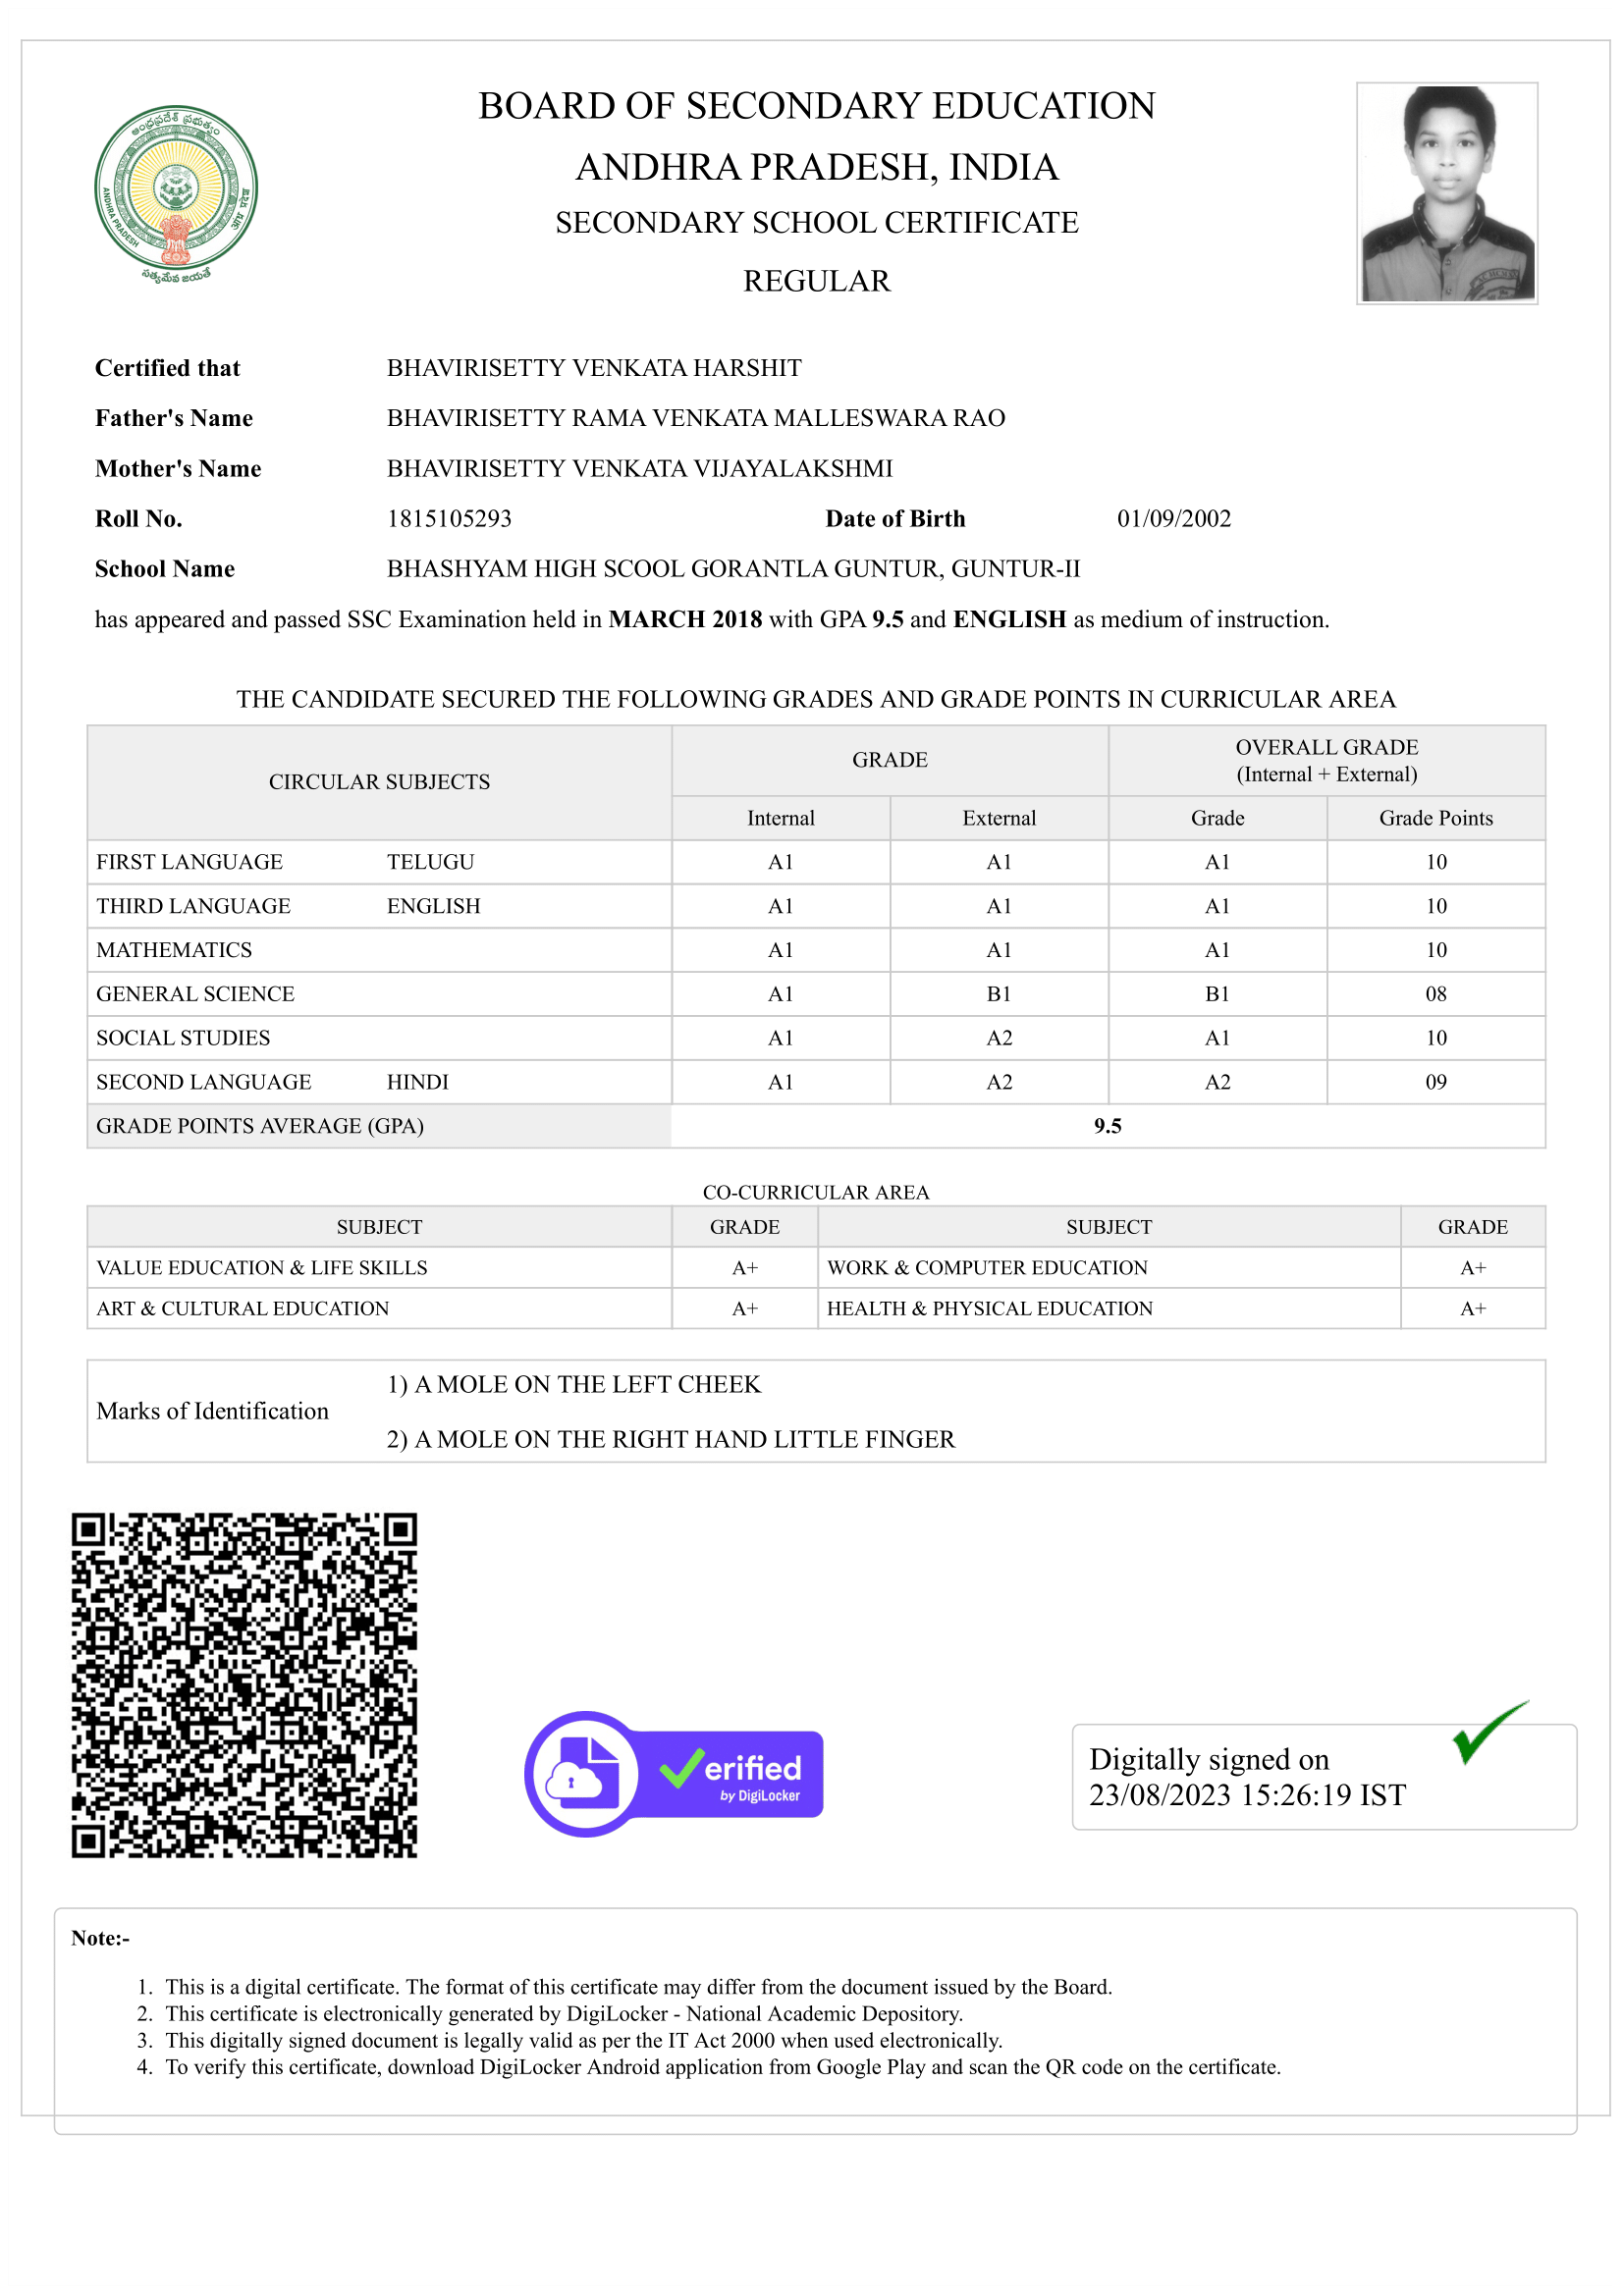 ఆంధ్రప్రదేశ్ ప్రభుత్వం
ANDHRA PRADESH
आंध्र प्रदेश
సత్యమేవ జయతే
BOARD OF SECONDARY EDUCATION
ANDHRA PRADESH, INDIA
SECONDARY SCHOOL CERTIFICATE
REGULAR
Certified that BHAVIRISETTY VENKATA HARSHIT
Father's Name BHAVIRISETTY RAMA VENKATA MALLESWARA RAO
Mother's Name BHAVIRISETTY VENKATA VIJAYALAKSHMI
Roll No. 1815105293 Date of Birth 01/09/2002
School Name BHASHYAM HIGH SCOOL GORANTLA GUNTUR, GUNTUR-II
has appeared and passed SSC Examination held in MARCH 2018 with GPA 9.5 and ENGLISH as medium of instruction.
THE CANDIDATE SECURED THE FOLLOWING GRADES AND GRADE POINTS IN CURRICULAR AREA
CIRCULAR SUBJECTS GRADE OVERALL GRADE
(Internal + External)
Internal External Grade Grade Points
FIRST LANGUAGE TELUGU A1 A1 A1 10
THIRD LANGUAGE ENGLISH A1 A1 A1 10
MATHEMATICS A1 A1 A1 10
GENERAL SCIENCE A1 B1 B1 08
SOCIAL STUDIES A1 A2 A1 10
SECOND LANGUAGE HINDI A1 A2 A2 09
GRADE POINTS AVERAGE (GPA) 9.5
CO-CURRICULAR AREA
SUBJECT GRADE SUBJECT GRADE
VALUE EDUCATION & LIFE SKILLS A+ WORK & COMPUTER EDUCATION A+
ART & CULTURAL EDUCATION A+ HEALTH & PHYSICAL EDUCATION A+
Marks of Identification
1) A MOLE ON THE LEFT CHEEK
2) A MOLE ON THE RIGHT HAND LITTLE FINGER
Verified
by DigiLocker
Digitally signed on
23/08/2023 15:26:19 IST
Note:-
1. This is a digital certificate. The format of this certificate may differ from the document issued by the Board.
2. This certificate is electronically generated by DigiLocker - National Academic Depository.
3. This digitally signed document is legally valid as per the IT Act 2000 when used electronically.
4. To verify this certificate, download DigiLocker Android application from Google Play and scan the QR code on the certificate.